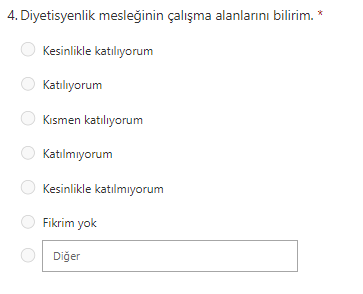 4. Diyetisyenlik mesleğinin çalışma alanlarını bilirim. *
Kesinlikle katılıyorum
Katılıyorum
Kısmen katılıyorum
Katılmıyorum
Kesinlikle katılmıyorum
Fikrim yok
Diğer